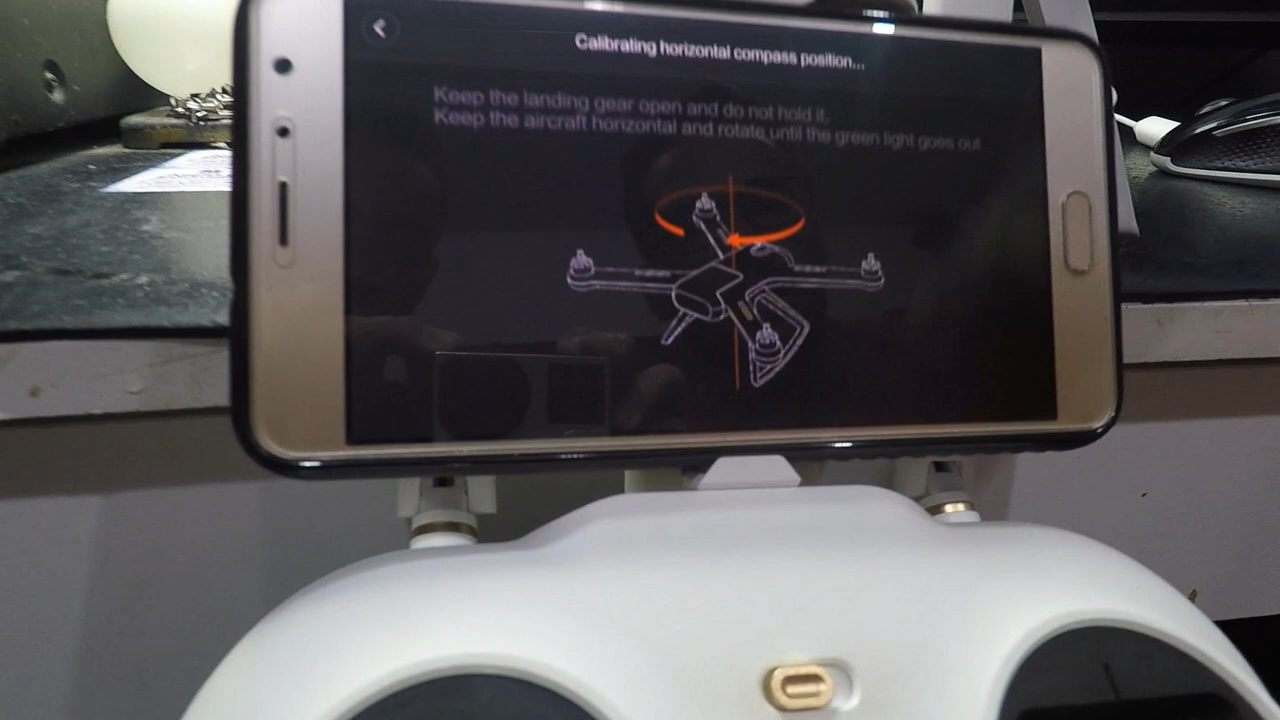 Calibrating horizontal compass position...
Keep the landing gear open and do not hold it.
Keep the aircraft horizontal and rotate until the green light goes out